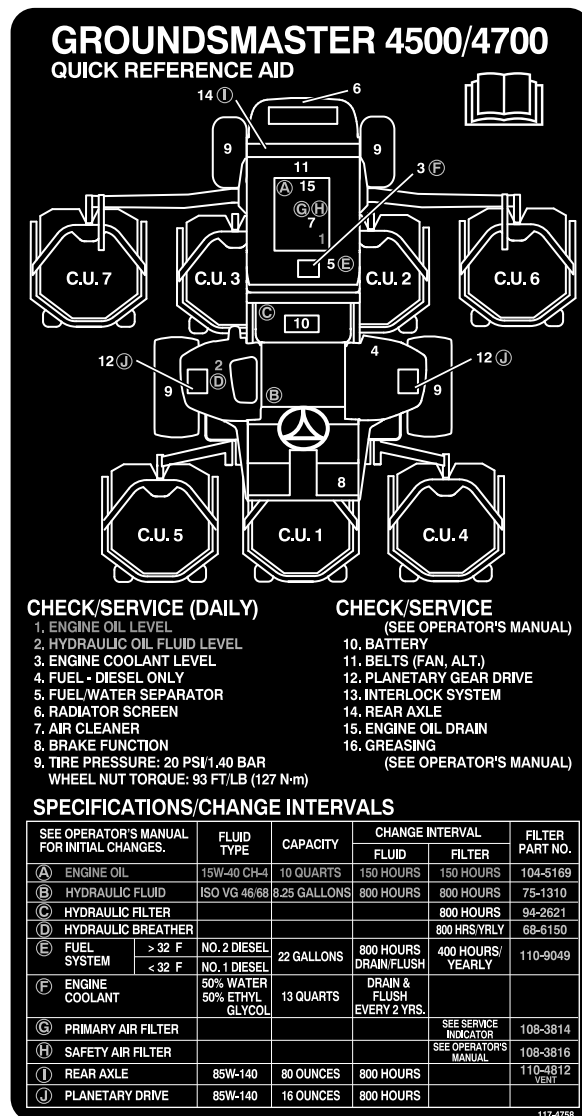 GROUNDSMASTER 4500/4700
QUICK REFERENCE AID
6
14 Ⓘ
9
9
11
3 Ⓕ
Ⓐ 15
Ⓖ Ⓗ
7
1
5 Ⓔ
C.U. 7
C.U. 3
C.U. 2
C.U. 6
Ⓒ
10
4
12 Ⓙ
2
12 Ⓙ
Ⓓ
9
9
Ⓑ
8
C.U. 5
C.U. 1
C.U. 4
CHECK/SERVICE (DAILY)
1. ENGINE OIL LEVEL
2. HYDRAULIC OIL FLUID LEVEL
3. ENGINE COOLANT LEVEL
4. FUEL - DIESEL ONLY
5. FUEL/WATER SEPARATOR
6. RADIATOR SCREEN
7. AIR CLEANER
8. BRAKE FUNCTION
9. TIRE PRESSURE: 20 PSI/1.40 BAR
WHEEL NUT TORQUE: 93 FT/LB (127 N·m)
CHECK/SERVICE
(SEE OPERATOR'S MANUAL)
10. BATTERY
11. BELTS (FAN, ALT.)
12. PLANETARY GEAR DRIVE
13. INTERLOCK SYSTEM
14. REAR AXLE
15. ENGINE OIL DRAIN
16. GREASING
(SEE OPERATOR'S MANUAL)
SPECIFICATIONS/CHANGE INTERVALS
SEE OPERATOR'S MANUAL FOR INITIAL CHANGES. FLUID TYPE CAPACITY CHANGE INTERVAL FILTER PART NO.
FLUID FILTER
Ⓐ ENGINE OIL 15W-40 CH-4 10 QUARTS 150 HOURS 150 HOURS 104-5169
Ⓑ HYDRAULIC FLUID ISO VG 46/68 8.25 GALLONS 800 HOURS 800 HOURS 75-1310
Ⓒ HYDRAULIC FILTER 800 HOURS 94-2621
Ⓓ HYDRAULIC BREATHER 800 HRS/YRLY 68-6150
Ⓔ FUEL SYSTEM > 32 F NO. 2 DIESEL 22 GALLONS 800 HOURS DRAIN/FLUSH 400 HOURS/ YEARLY 110-9049
< 32 F NO. 1 DIESEL
Ⓕ ENGINE COOLANT 50% WATER 50% ETHYL GLYCOL 13 QUARTS DRAIN & FLUSH EVERY 2 YRS.
Ⓖ PRIMARY AIR FILTER SEE SERVICE INDICATOR 108-3814
Ⓗ SAFETY AIR FILTER SEE OPERATOR'S MANUAL 108-3816
Ⓘ REAR AXLE 85W-140 80 OUNCES 800 HOURS 110-4812 VENT
Ⓙ PLANETARY DRIVE 85W-140 16 OUNCES 800 HOURS
117-4758